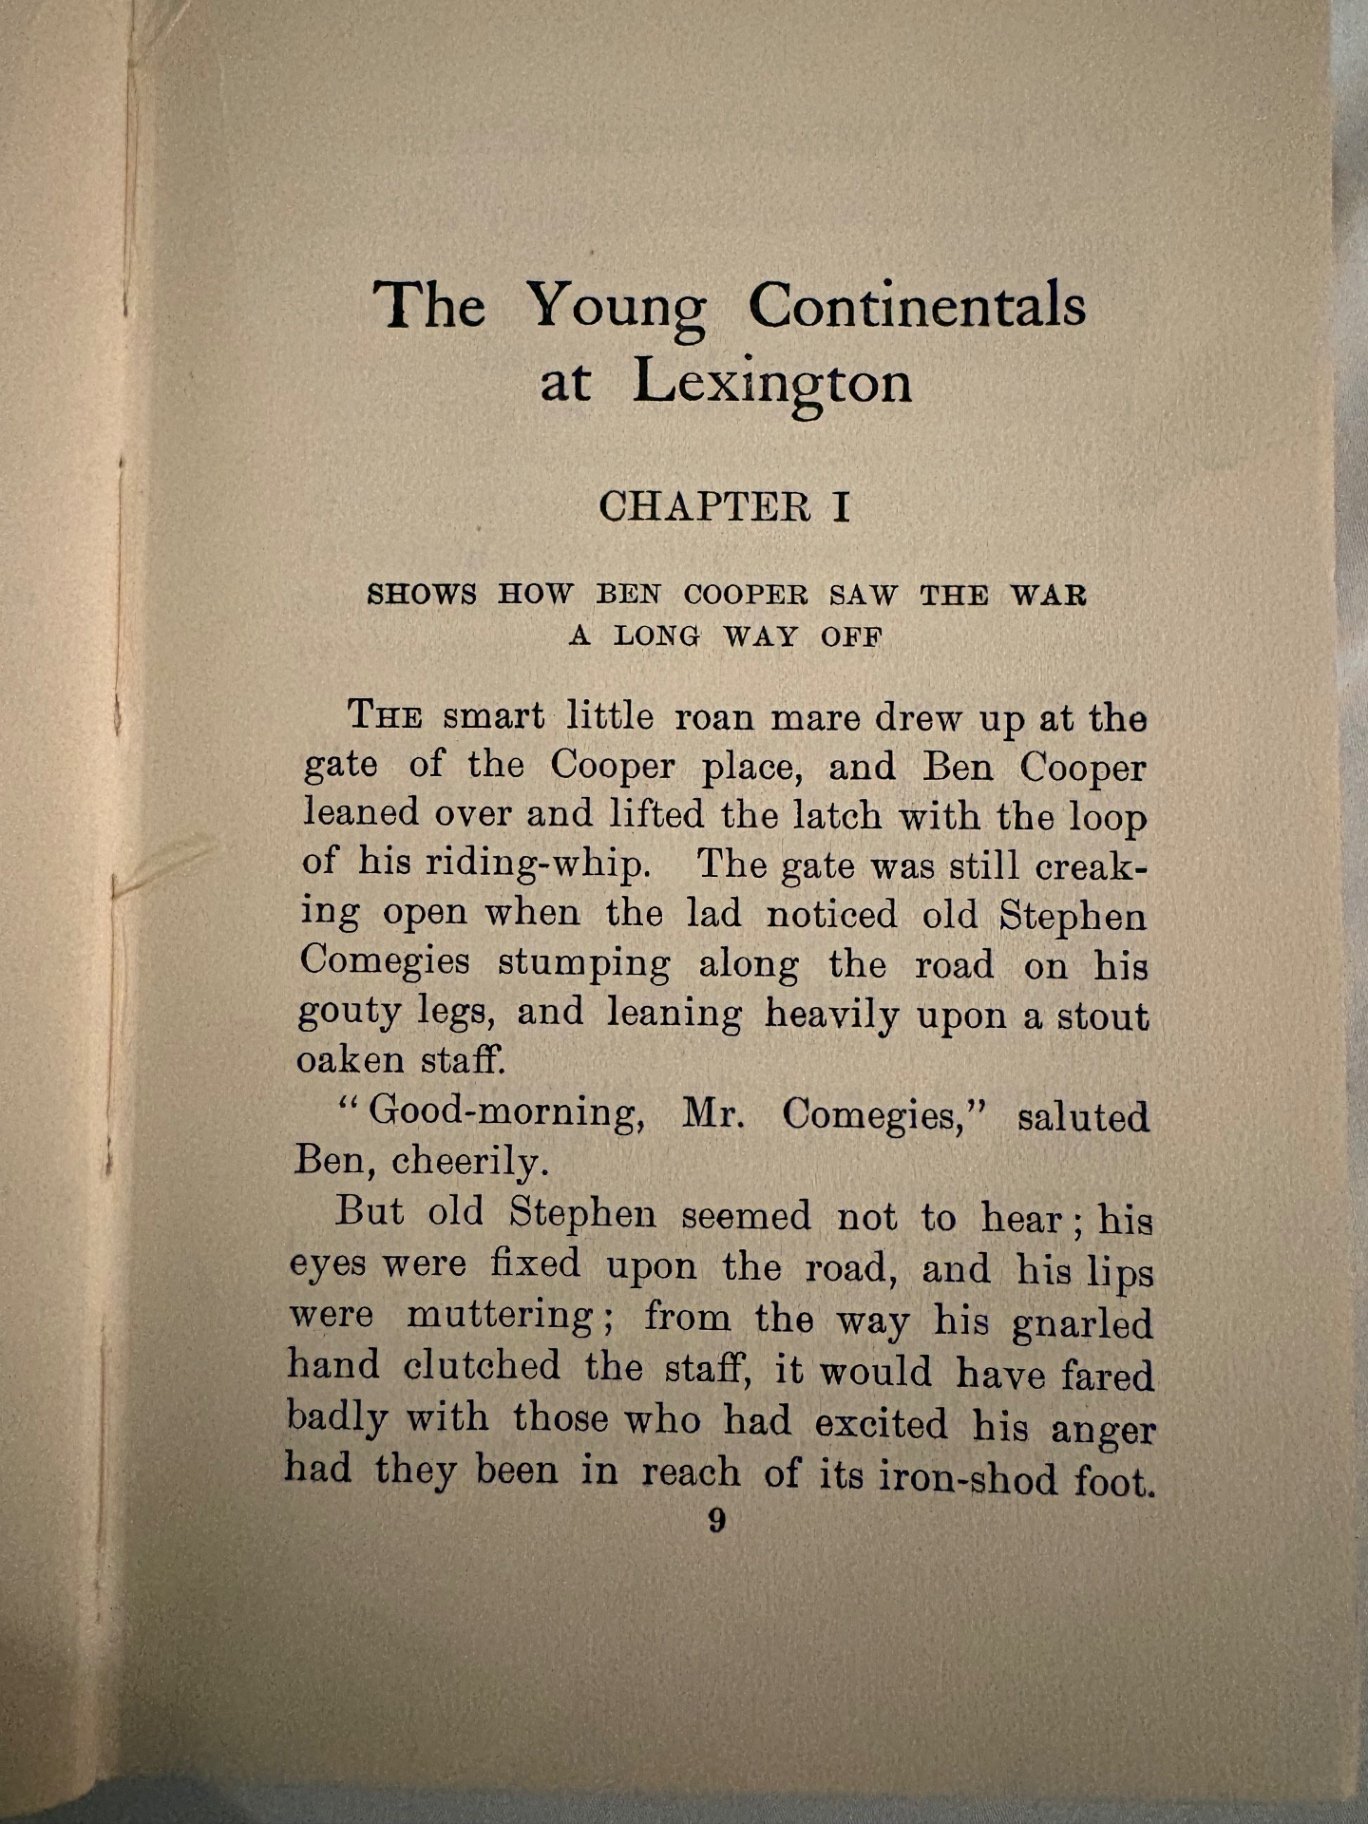 The Young Continentals
at Lexington
CHAPTER I
SHOWS HOW BEN COOPER SAW THE WAR
A LONG WAY OFF
THE smart little roan mare drew up at the
gate of the Cooper place, and Ben Cooper
leaned over and lifted the latch with the loop
of his riding-whip. The gate was still creak-
ing open when the lad noticed old Stephen
Comegies stumping along the road on his
gouty legs, and leaning heavily upon a stout
oaken staff.
“Good-morning, Mr. Comegies,” saluted
Ben, cheerily.
But old Stephen seemed not to hear; his
eyes were fixed upon the road, and his lips
were muttering; from the way his gnarled
hand clutched the staff, it would have fared
badly with those who had excited his anger
had they been in reach of its iron-shod foot.
9